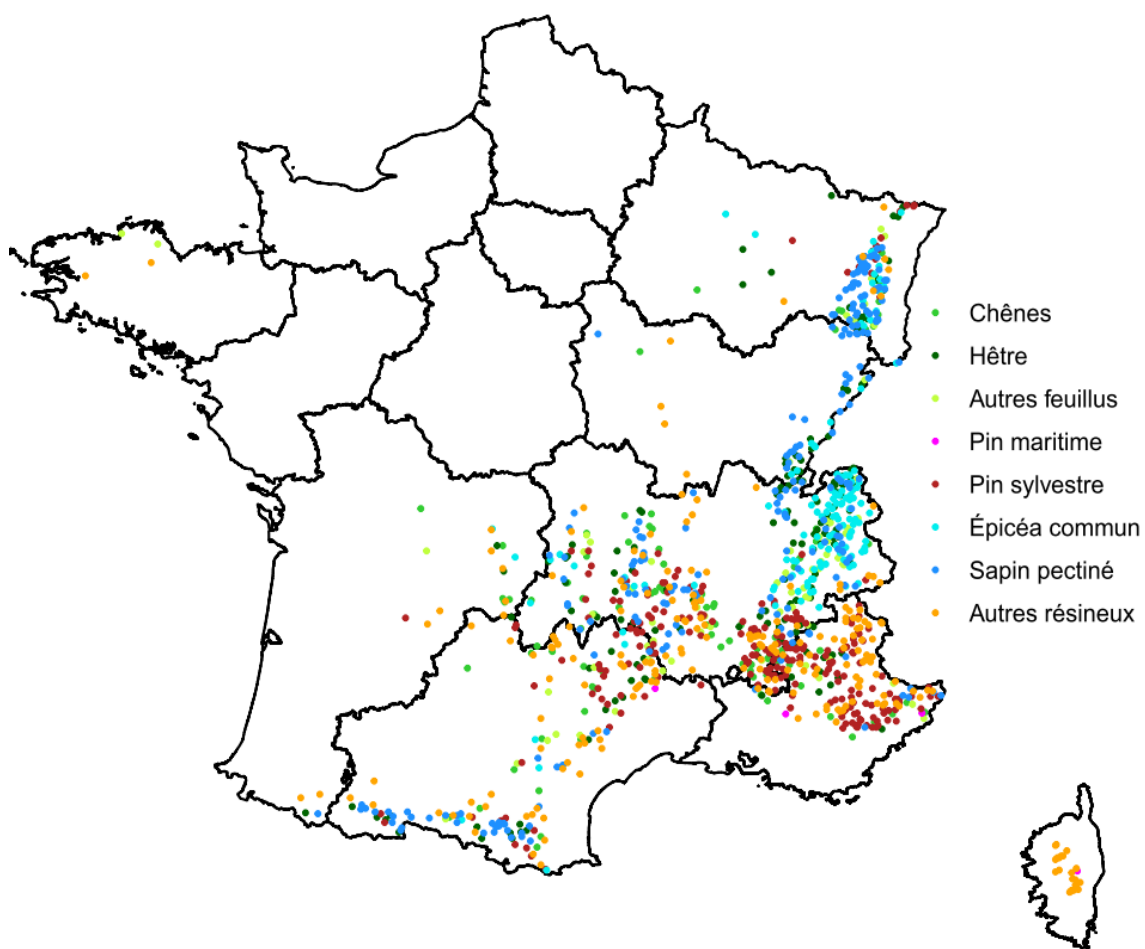 Chênes
Hêtre
Autres feuillus
Pin maritime
Pin sylvestre
Épicéa commun
Sapin pectiné
Autres résineux